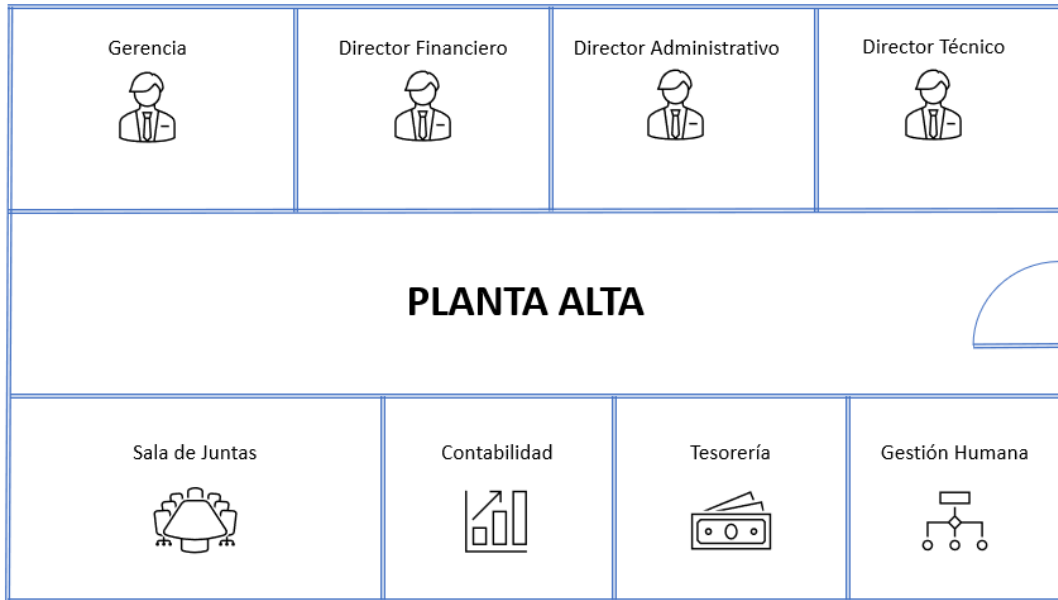 Gerencia
Director Financiero
Director Administrativo
Director Técnico
PLANTA ALTA
Sala de Juntas
Contabilidad
Tesorería
Gestión Humana